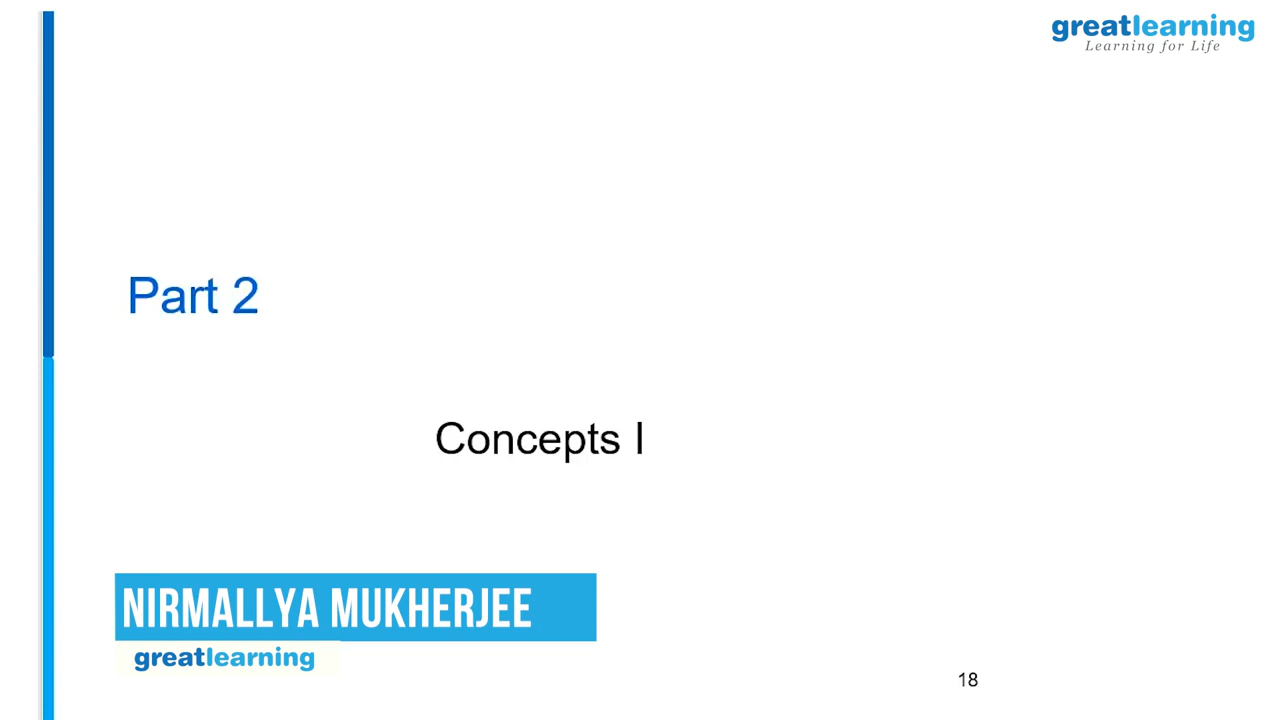 greatlearning
Learning for Life
Part 2
Concepts I
NIRMALLYA MUKHERJEE
greatlearning
18